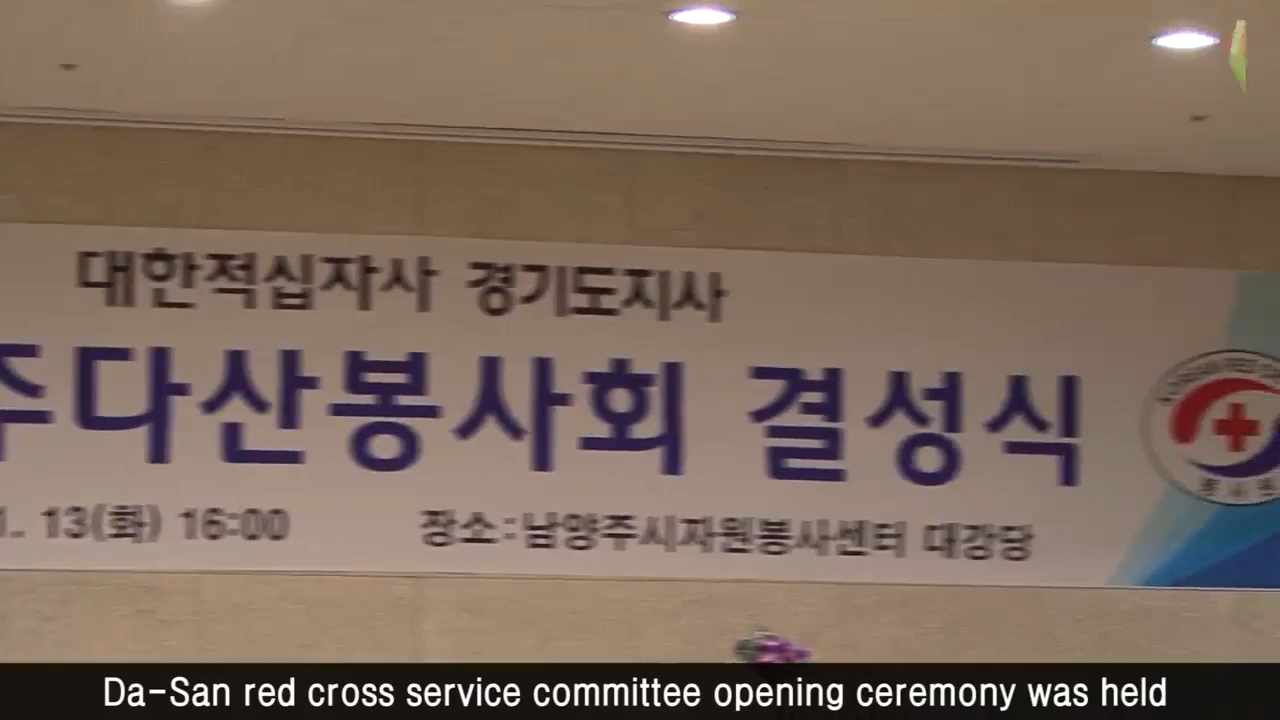 대한적십자사 경기도지사
주다산봉사회 결성식
1. 13(화) 16:00 장소:남양주시자원봉사센터 대강당
Da-San red cross service committee opening ceremony was held